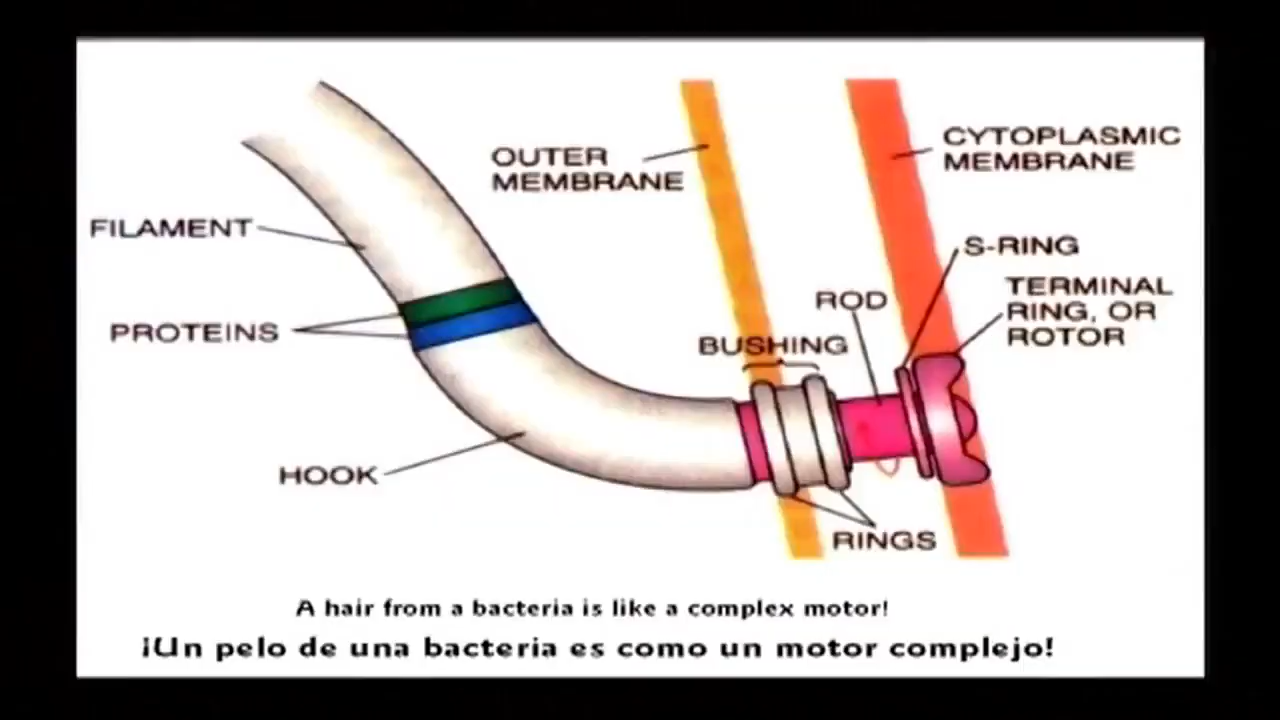 OUTER
MEMBRANE
CYTOPLASMIC
MEMBRANE
FILAMENT
S-RING
TERMINAL
RING, OR
ROTOR
ROD
PROTEINS
BUSHING
HOOK
RINGS
A hair from a bacteria is like a complex motor!
¡Un pelo de una bacteria es como un motor complejo!